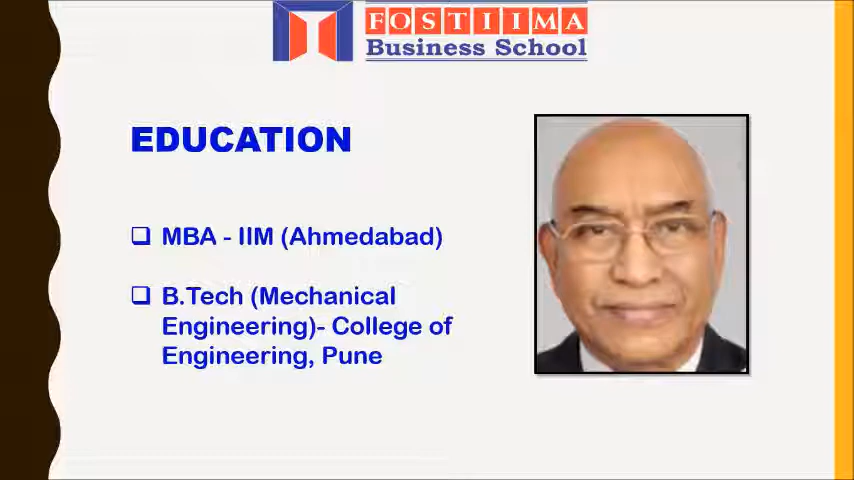 FOSTIIMA
Business School
EDUCATION
MBA - IIM (Ahmedabad)
B.Tech (Mechanical
Engineering)- College of
Engineering, Pune